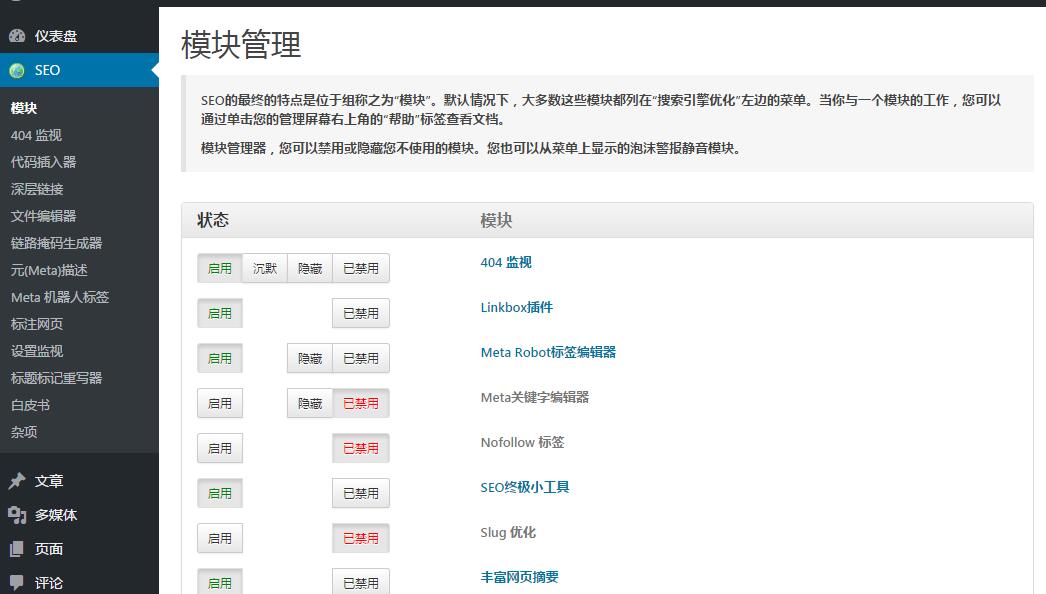 仪表盘
SEO
模块
404 监视
代码插入器
深层链接
文件编辑器
链路掩码生成器
元(Meta)描述
Meta 机器人标签
标注网页
设置监视
标题标记重写器
白皮书
杂项
文章
多媒体
页面
评论
模块管理
SEO的最终的特点是位于组称之为“模块”。默认情况下，大多数这些模块都列在“搜索引擎优化”左边的菜单。当你与一个模块的工作，您可以
通过单击您的管理屏幕右上角的“帮助”标签查看文档。
模块管理器，您可以禁用或隐藏您不使用的模块。您也可以从菜单上显示的泡沫警报静音模块。
状态 模块
启用 沉默 隐藏 已禁用 404 监视
启用 已禁用 Linkbox插件
启用 隐藏 已禁用 Meta Robot标签编辑器
启用 隐藏 已禁用 Meta关键字编辑器
启用 已禁用 Nofollow 标签
启用 已禁用 SEO终极小工具
启用 已禁用 Slug 优化
启用 已禁用 丰富网页摘要